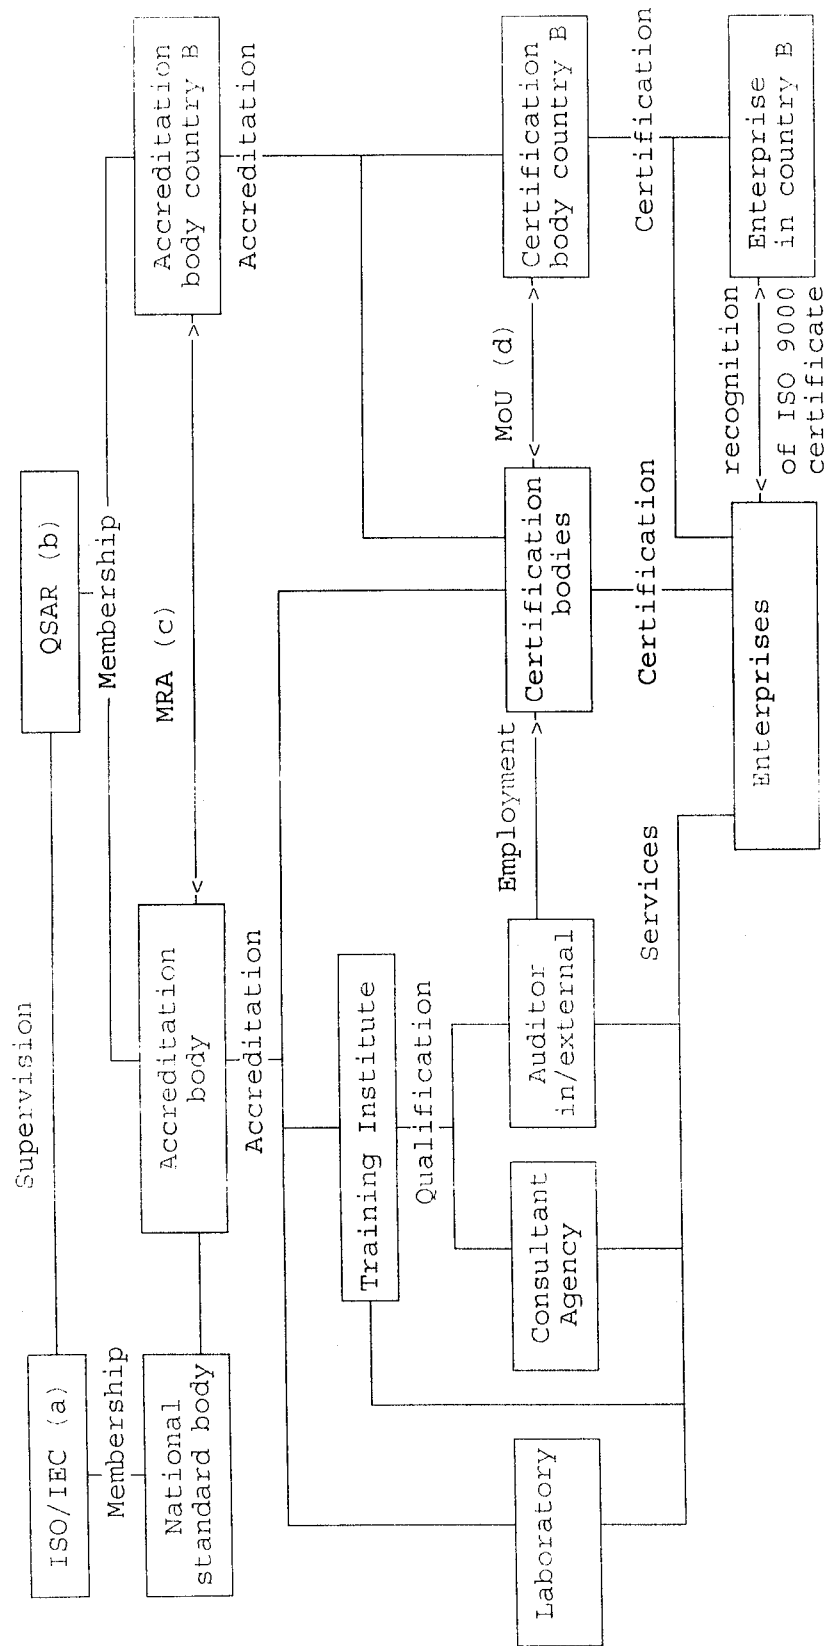 ISO/IEC (a)
Supervision
QSAR (b)
Membership
Membership
National
standard body
Accreditation
body
MRA (c)
Accreditation
body country B
Accreditation
Accreditation
Training Institute
Qualification
Laboratory
Consultant
Agency
Auditor
in/external
Employment
Certification
bodies
MoU (d)
Certification
body country B
Services
Certification
Certification
Enterprises
recognition
of ISO 9000
certificate
Enterprise
in country B